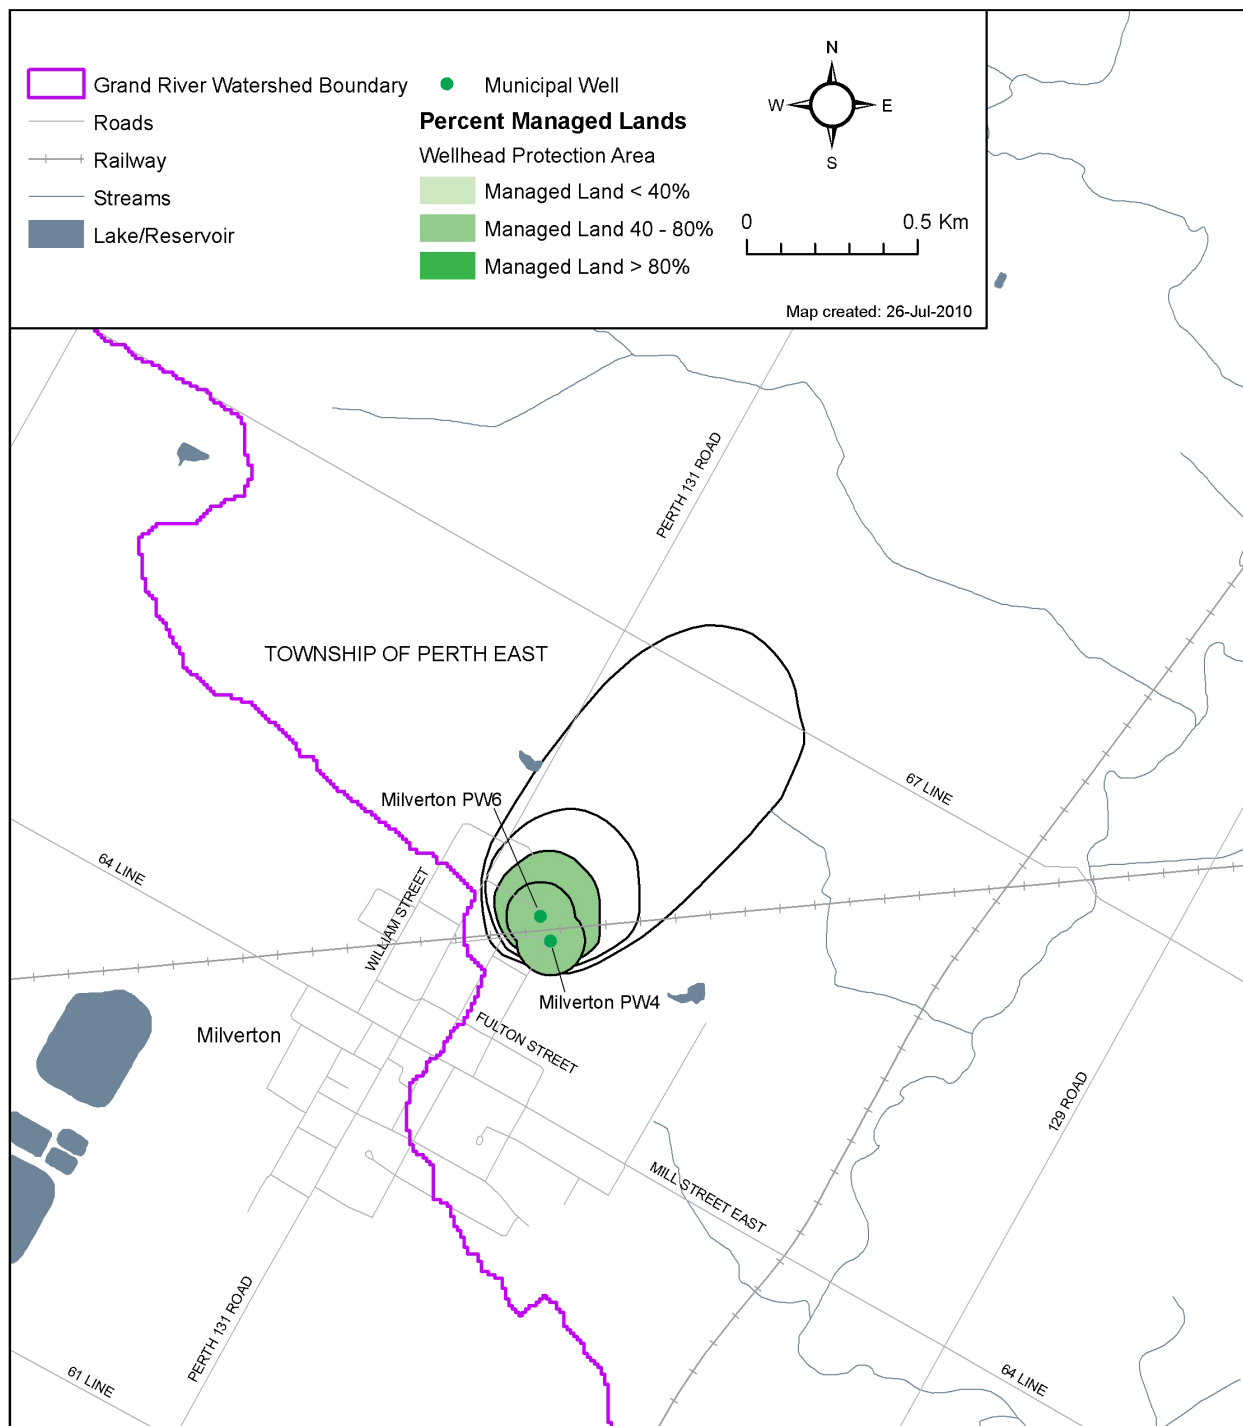 Grand River Watershed Boundary
Roads
Railway
Streams
Lake/Reservoir
Municipal Well
Percent Managed Lands
Wellhead Protection Area
Managed Land < 40%
Managed Land 40 - 80%
Managed Land > 80%
N
W
E
S
0
0.5 Km
Map created: 26-Jul-2010
PERTH 131 ROAD
TOWNSHIP OF PERTH EAST
67 LINE
Milverton PW6
64 LINE
WILLIAM STREET
Milverton PW4
Milverton
FULTON STREET
129 ROAD
MILL STREET EAST
PERTH 131 ROAD
61 LINE
64 LINE